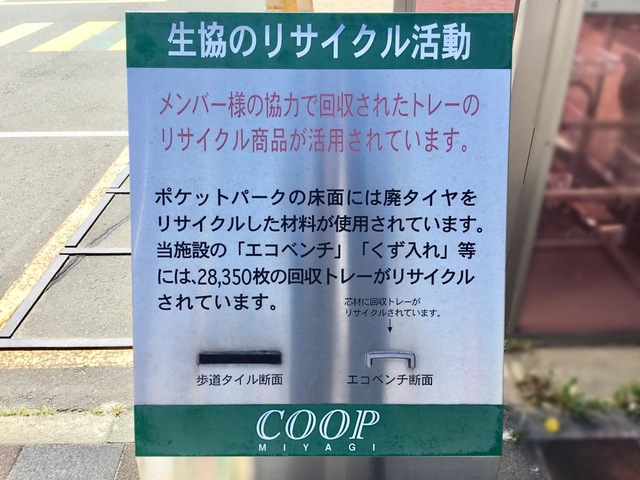 生協のリサイクル活動
メンバー様の協力で回収されたトレーの
リサイクル商品が活用されています。
ポケットパークの床面には廃タイヤを
リサイクルした材料が使用されています。
当施設の「エコベンチ」「くず入れ」等
には、28,350枚の回収トレーがリサイクル
されています。
芯材に回収トレーが
リサイクルされています。
歩道タイル断面
エコベンチ断面
COOP
MIYAGI